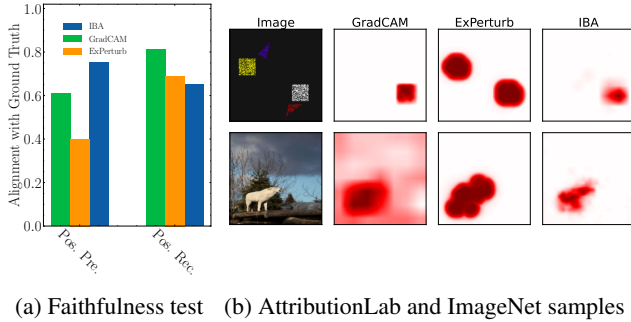 Alignment with Ground Truth
1.0
0.8
0.6
0.4
0.2
0.0
IBA
GradCAM
ExPerturb
Pos. Pre.
Pos. Rec.
Image
GradCAM
ExPerturb
IBA
(a) Faithfulness test
(b) AttributionLab and ImageNet samples